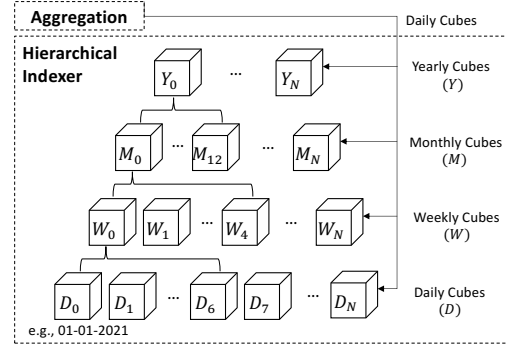 Aggregation
Daily Cubes
Hierarchical
Indexer
Y0 ... YN
Yearly Cubes
(Y)
M0 ... M12 ... MN
Monthly Cubes
(M)
W0 W1 ... W4 ... WN
Weekly Cubes
(W)
D0 D1 ... D6 D7 ... DN
Daily Cubes
(D)
e.g., 01-01-2021